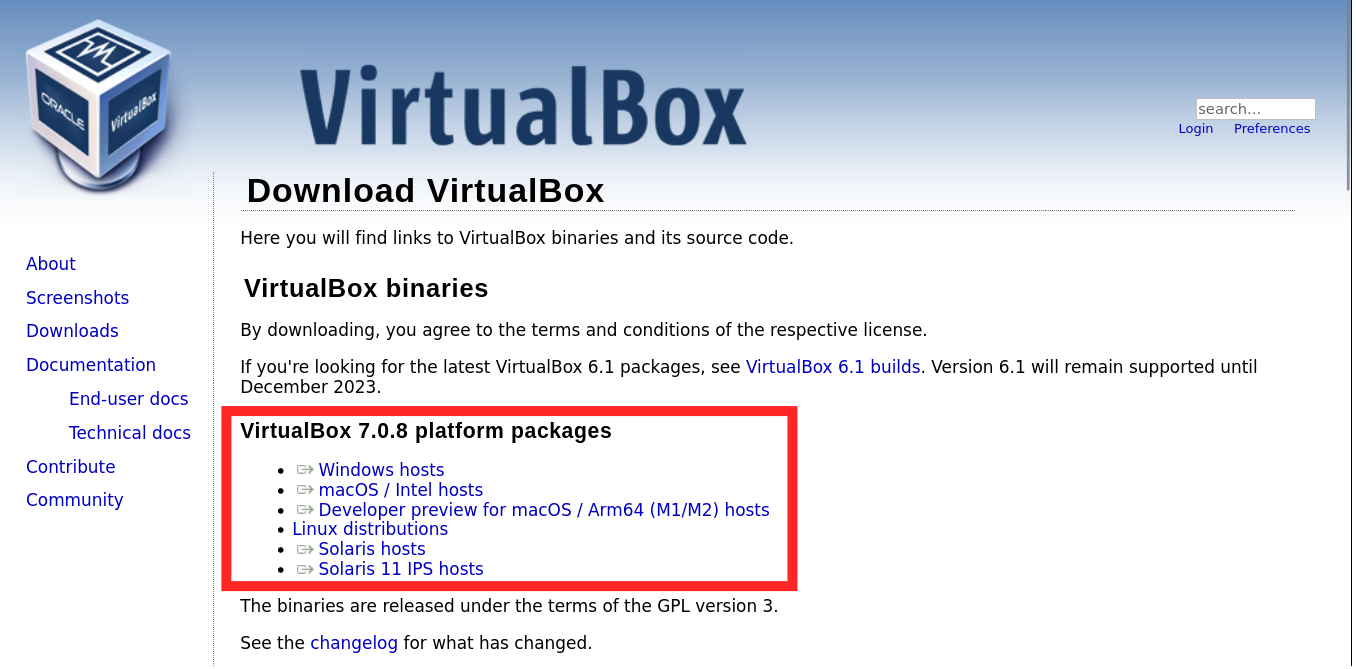 ORACLE
VirtualBox
VirtualBox
search...
Login Preferences
Download VirtualBox
Here you will find links to VirtualBox binaries and its source code.
About
Screenshots
Downloads
Documentation
End-user docs
Technical docs
Contribute
Community
VirtualBox binaries
By downloading, you agree to the terms and conditions of the respective license.
If you're looking for the latest VirtualBox 6.1 packages, see VirtualBox 6.1 builds. Version 6.1 will remain supported until
December 2023.
VirtualBox 7.0.8 platform packages
Windows hosts
macOS / Intel hosts
Developer preview for macOS / Arm64 (M1/M2) hosts
Linux distributions
Solaris hosts
Solaris 11 IPS hosts
The binaries are released under the terms of the GPL version 3.
See the changelog for what has changed.